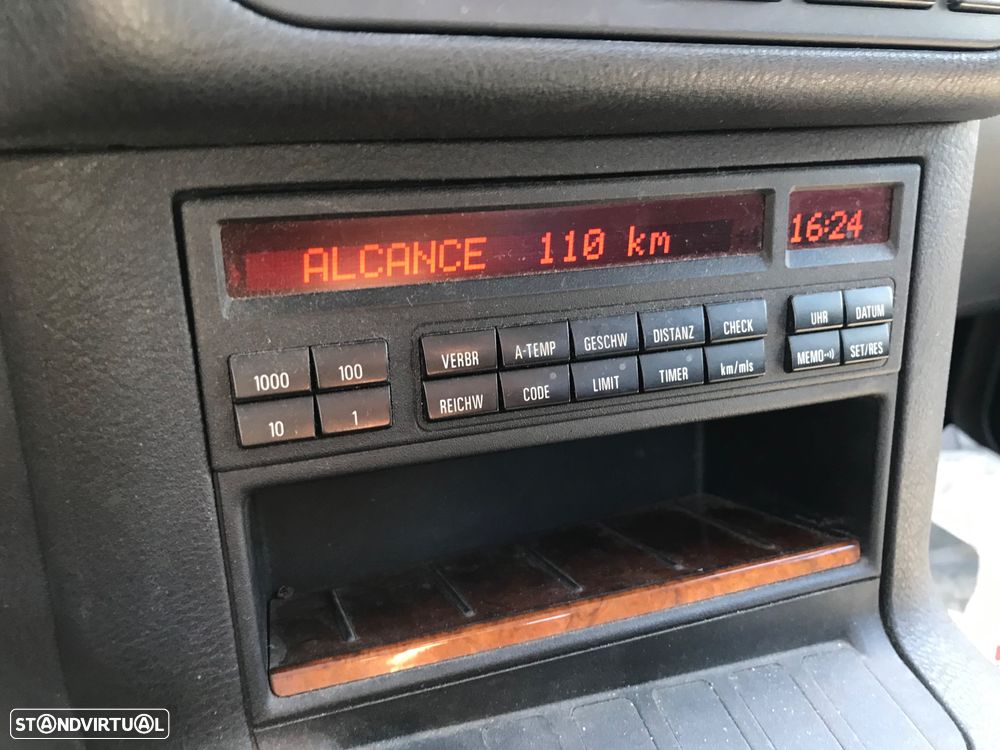 ALCANCE 110 km 16:24
VERBR A-TEMP GESCHW DISTANZ CHECK UHR DATUM
1000 100 REICHW CODE LIMIT TIMER km/mls MEMO SET/RES
10 1
STANDVIRTUAL